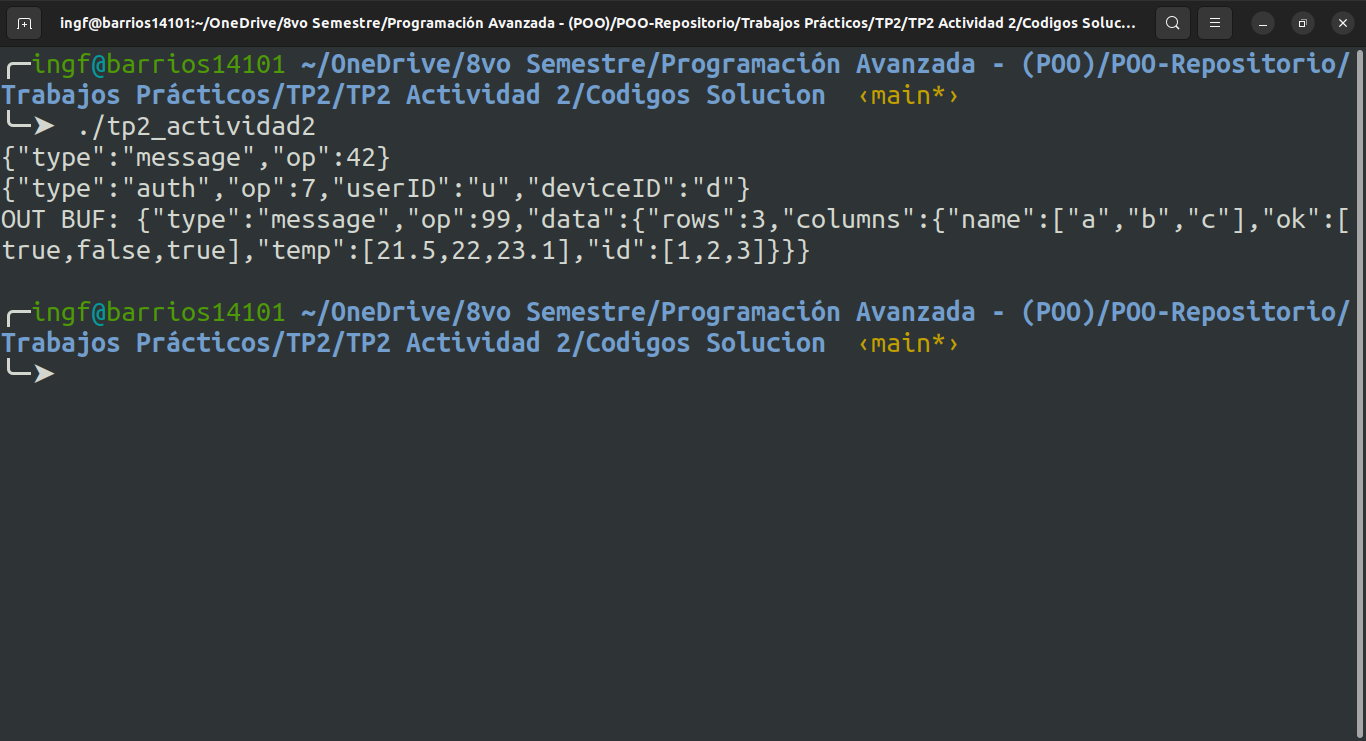 ingf@barrios14101:~/OneDrive/8vo Semestre/Programación Avanzada - (POO)/POO-Repositorio/Trabajos Prácticos/TP2/TP2 Actividad 2/Codigos Soluc...
ingf@barrios14101 ~/OneDrive/8vo Semestre/Programación Avanzada - (POO)/POO-Repositorio/
Trabajos Prácticos/TP2/TP2 Actividad 2/Codigos Solucion ‹main*›
╰─➤ ./tp2_actividad2
{"type":"message","op":42}
{"type":"auth","op":7,"userID":"u","deviceID":"d"}
OUT BUF: {"type":"message","op":99,"data":{"rows":3,"columns":{"name":["a","b","c"],"ok":[
true,false,true],"temp":[21.5,22,23.1],"id":[1,2,3]}}}
ingf@barrios14101 ~/OneDrive/8vo Semestre/Programación Avanzada - (POO)/POO-Repositorio/
Trabajos Prácticos/TP2/TP2 Actividad 2/Codigos Solucion ‹main*›
╰─➤